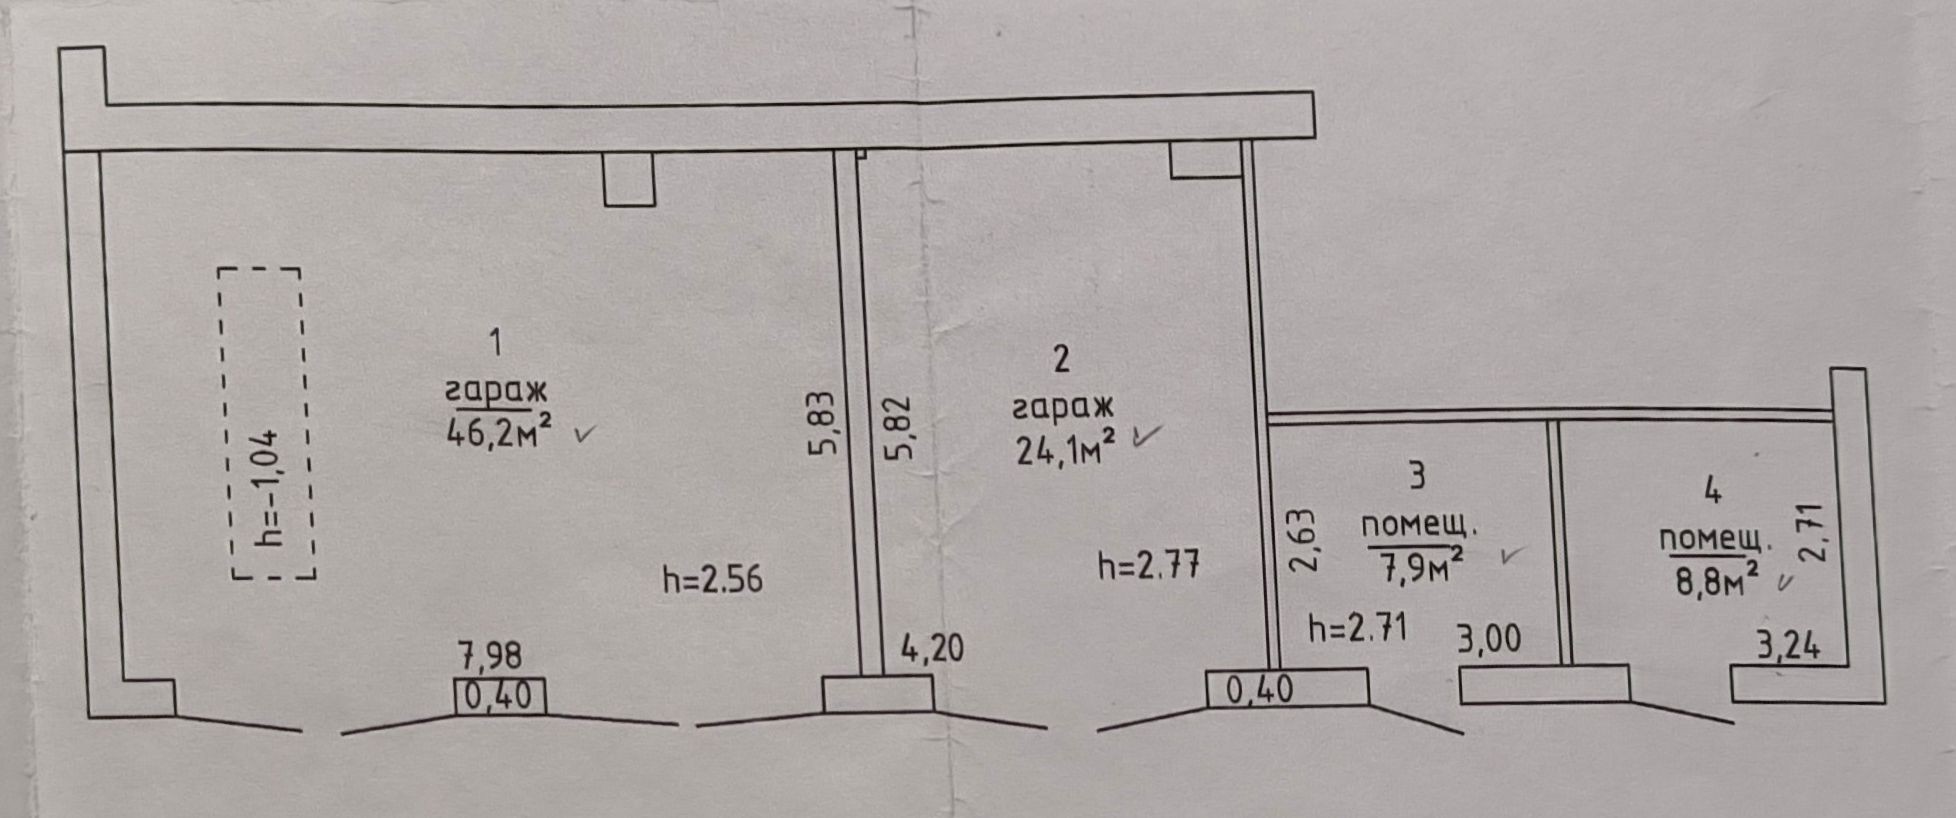 1
гараж
46,2м²
h=-1,04
h=2.56
5,83
7,98
0,40
2
гараж
24,1м²
5,82
h=2.77
4,20
0,40
3
помещ.
7,9м²
2,63
h=2.71
3,00
4
помещ.
8,8м²
2,71
3,24